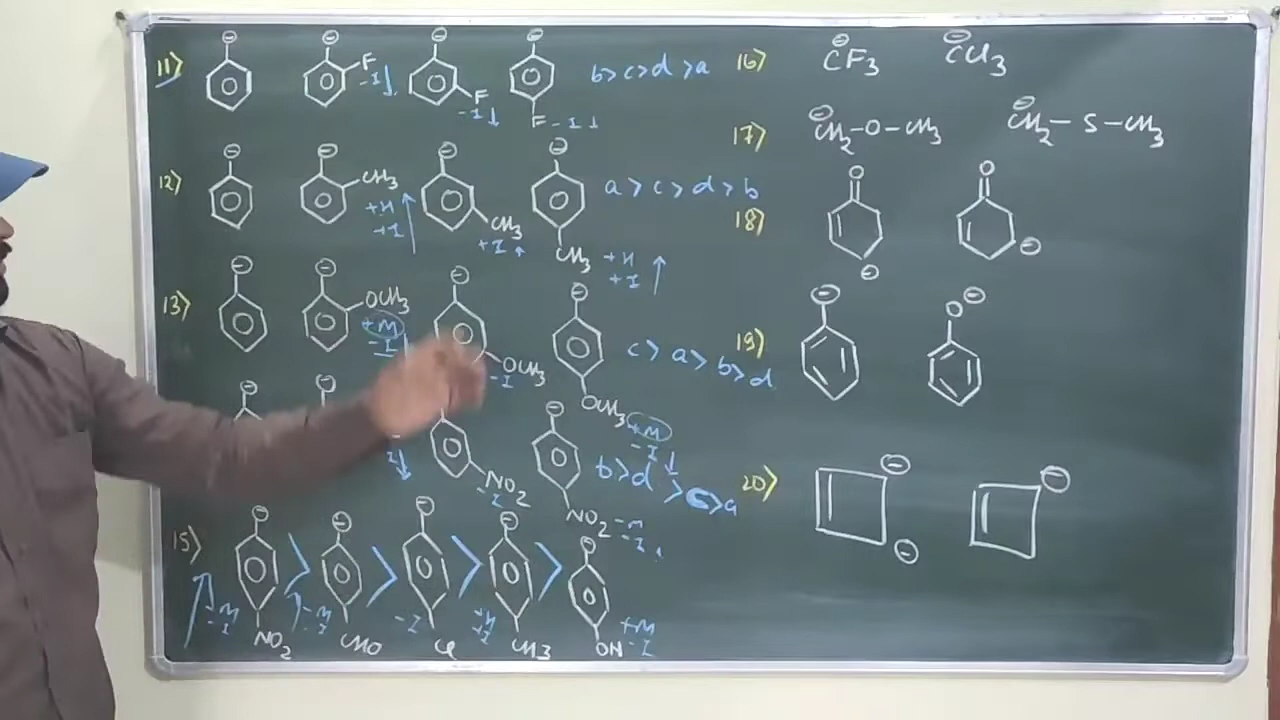 11) ⊖ ⊖ F -I↓ ⊖ F -I↓ ⊖ F -I↓ b>c>d>a
12) ⊖ ⊖ CH3 +H +I ⊖ CH3 +I ↑ ⊖ CH3 +H +I a>c>d>b
13) ⊖ ⊖ OCH3 +M -I ⊖ OCH3 -I ⊖ OCH3 +M -I c>a>b>d
⊖ ⊖ NO2 -I ⊖ NO2 -M -I b>d>c>a
15) ⊖ NO2 -M -I > ⊖ CHO -M -I > ⊖ Cl -I > ⊖ CH3 +H +I > ⊖ OH +M -I
16) ⊖ CF3 ⊖ CCl3
17) ⊖ CH2-O-CH3 ⊖ CH2-S-CH3
18) O ⊖ O ⊖
19) ⊖ O⊖
20) ⊖ ⊖ ⊖